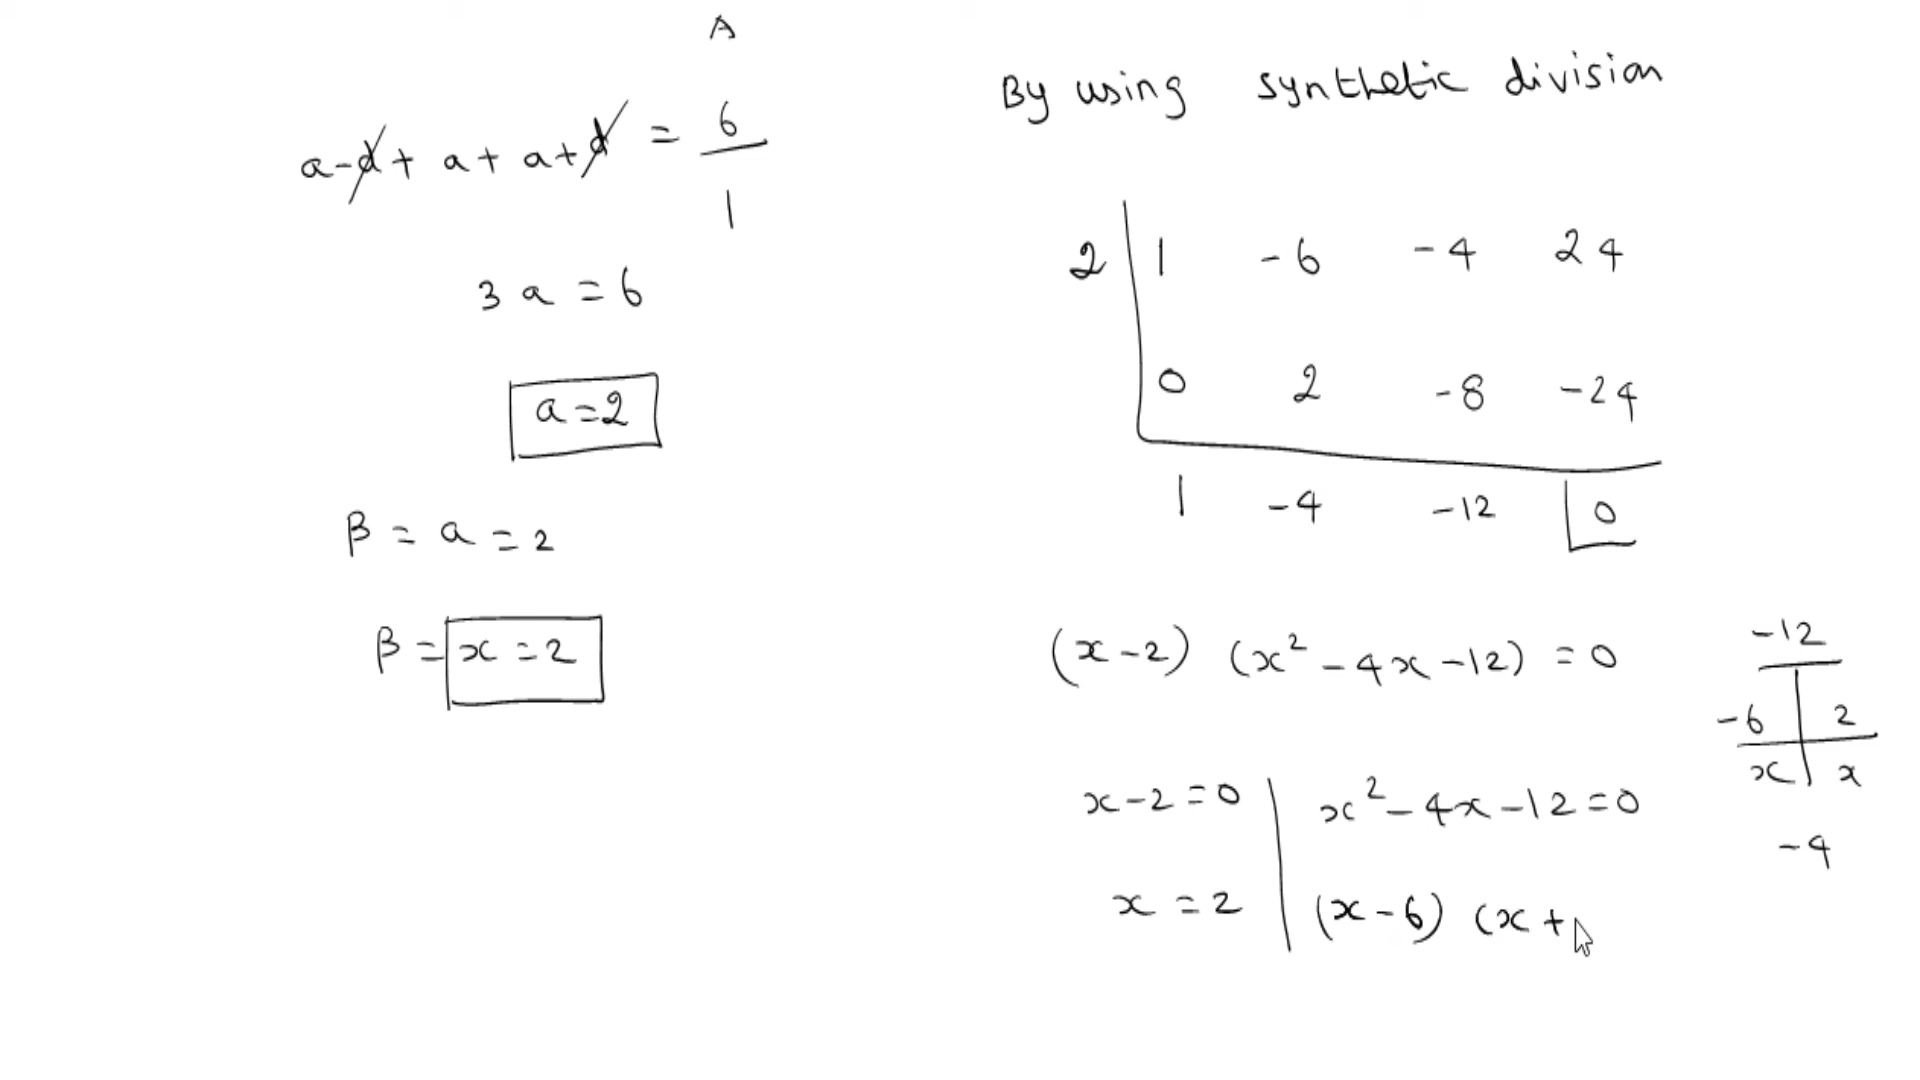 A
a-d+ a + a+d = 6/1
3 a = 6
a=2
β = a = 2
β = x = 2
By using synthetic division
2 | 1 -6 -4 24
0 2 -8 -24
1 -4 -12 0
(x-2) (x² - 4x -12) = 0
-12
-6 2
x x
-4
x-2=0 | x² - 4x -12 = 0
x = 2 | (x-6) (x +